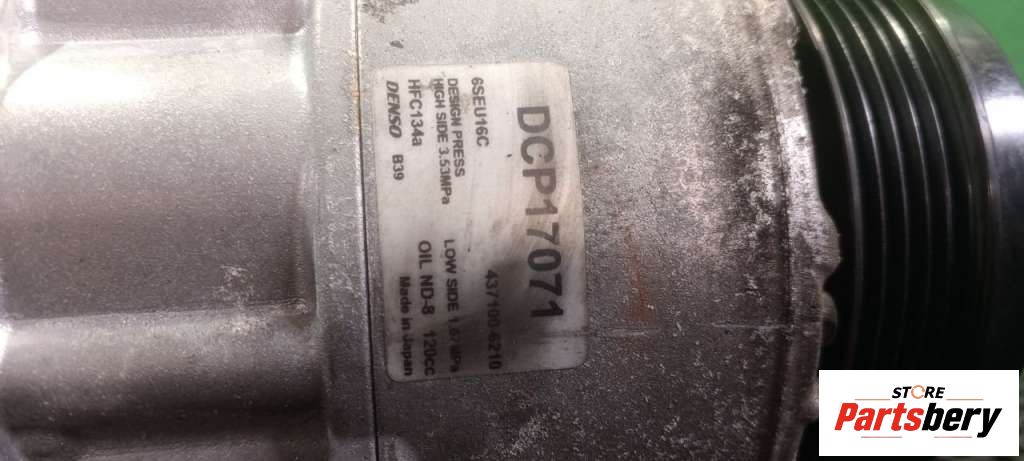 DCP17071
6SEU16C 437100-6210
DESIGN PRESS
HIGH SIDE 3.53MPa LOW SIDE 1.67MPa
HFC134a OIL ND-8 120cc
DENSO B39 Made in Japan
STORE
Partsbery